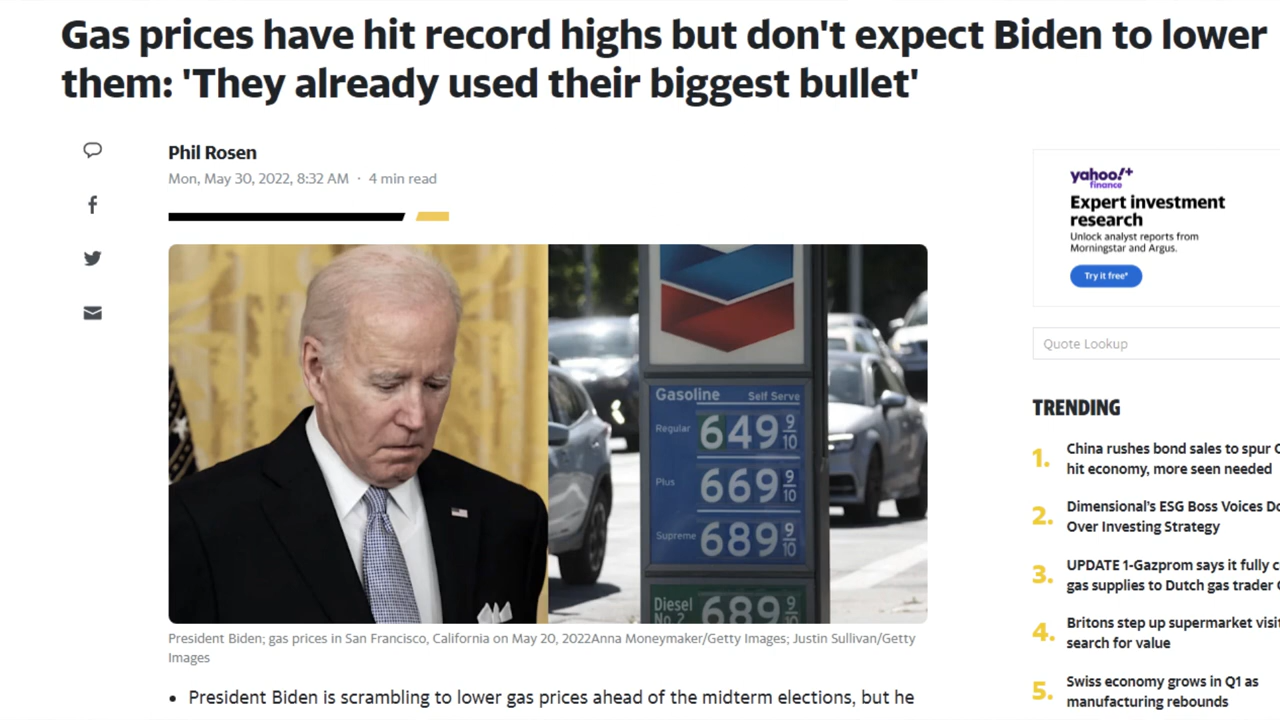 Gas prices have hit record highs but don't expect Biden to lower
them: 'They already used their biggest bullet'
Phil Rosen
Mon, May 30, 2022, 8:32 AM · 4 min read
yahoo!+
finance
Expert investment
research
Unlock analyst reports from
Morningstar and Argus.
Try it free*
Quote Lookup
Gasoline Self Serve
Regular 649 9/10
Plus 669 9/10
Supreme 689 9/10
Diesel
No. 2 689 9/10
President Biden; gas prices in San Francisco, California on May 20, 2022Anna Moneymaker/Getty Images; Justin Sullivan/Getty
Images
• President Biden is scrambling to lower gas prices ahead of the midterm elections, but he
TRENDING
1. China rushes bond sales to spur
hit economy, more seen needed
2. Dimensional's ESG Boss Voices
Over Investing Strategy
3. UPDATE 1-Gazprom says it fully
gas supplies to Dutch gas trader
4. Britons step up supermarket
search for value
5. Swiss economy grows in Q1 as
manufacturing rebounds